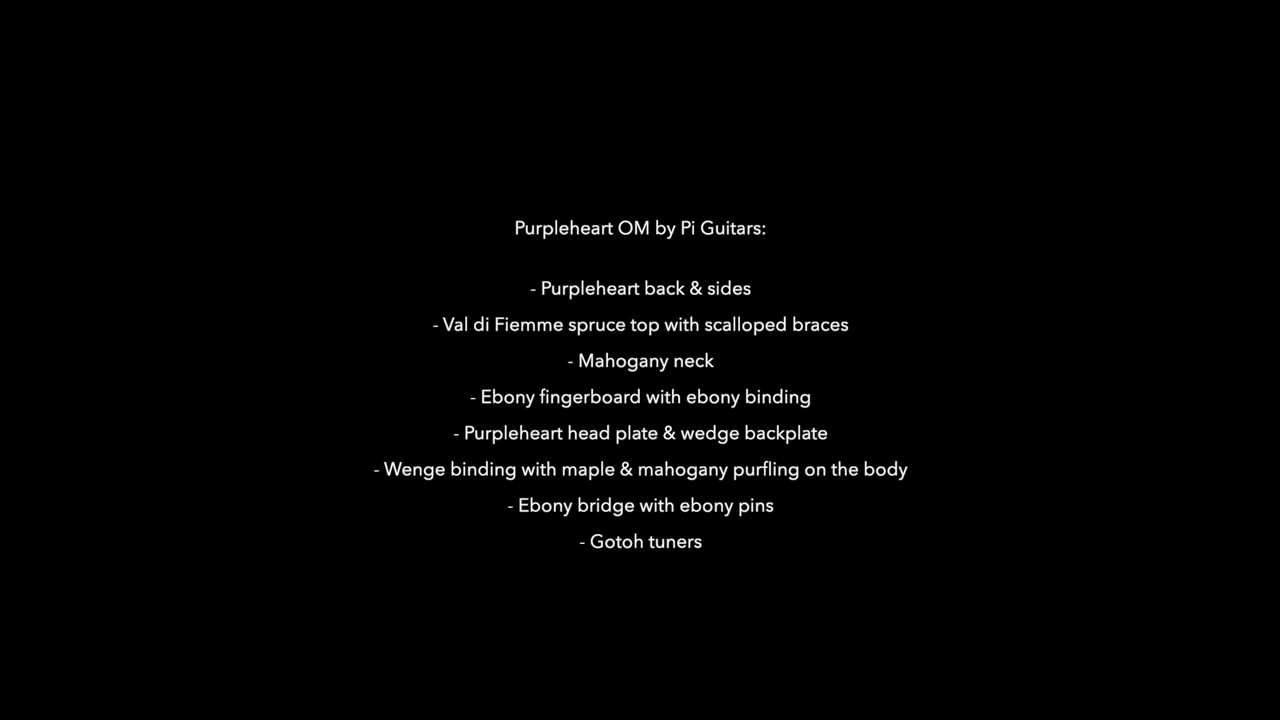 Purpleheart OM by Pi Guitars:
- Purpleheart back & sides
- Val di Fiemme spruce top with scalloped braces
- Mahogany neck
- Ebony fingerboard with ebony binding
- Purpleheart head plate & wedge backplate
- Wenge binding with maple & mahogany purfling on the body
- Ebony bridge with ebony pins
- Gotoh tuners